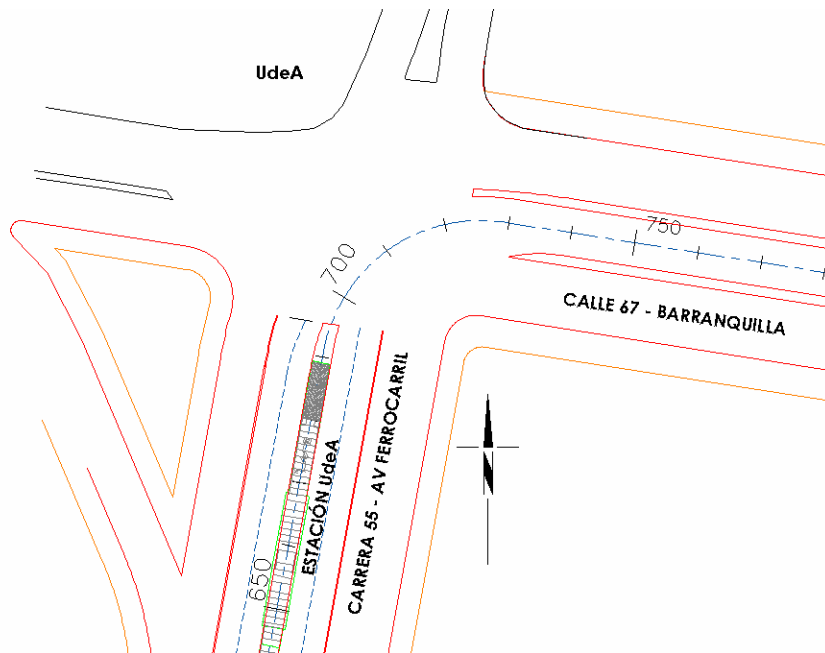 UdeA
750
700
CALLE 67 - BARRANQUILLA
CARRERA 55 - AV FERROCARRIL
ESTACIÓN UdeA
650
N